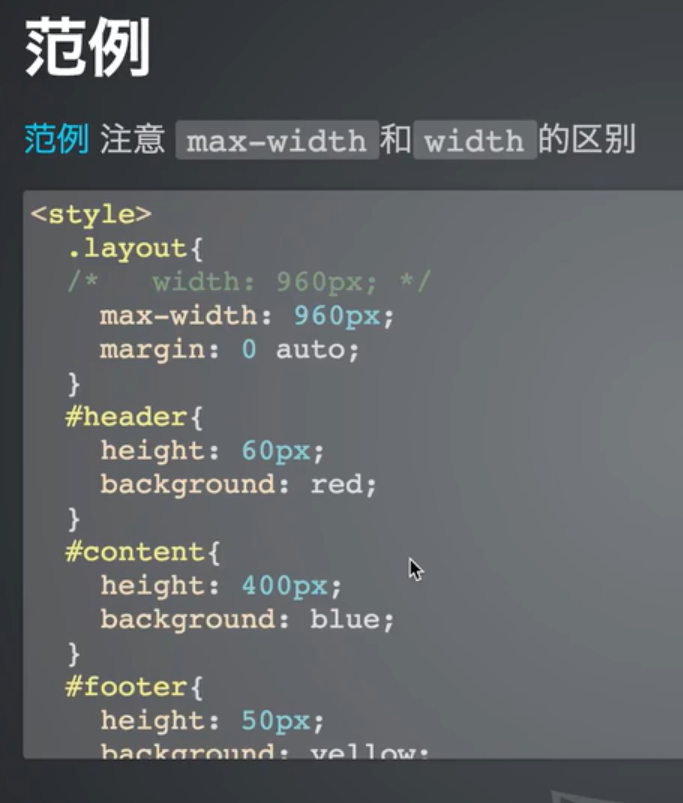 范例
范例 注意 max-width 和 width 的区别
<style>
.layout{
/*   width: 960px; */
max-width: 960px;
margin: 0 auto;
}
#header{
height: 60px;
background: red;
}
#content{
height: 400px;
background: blue;
}
#footer{
height: 50px;
background: yellow;